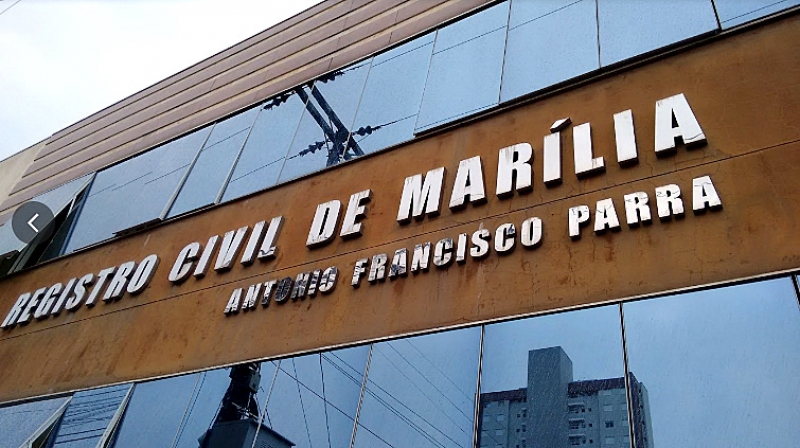 REGISTRO CIVIL DE MARÍLIA
ANTONIO FRANCISCO PARRA